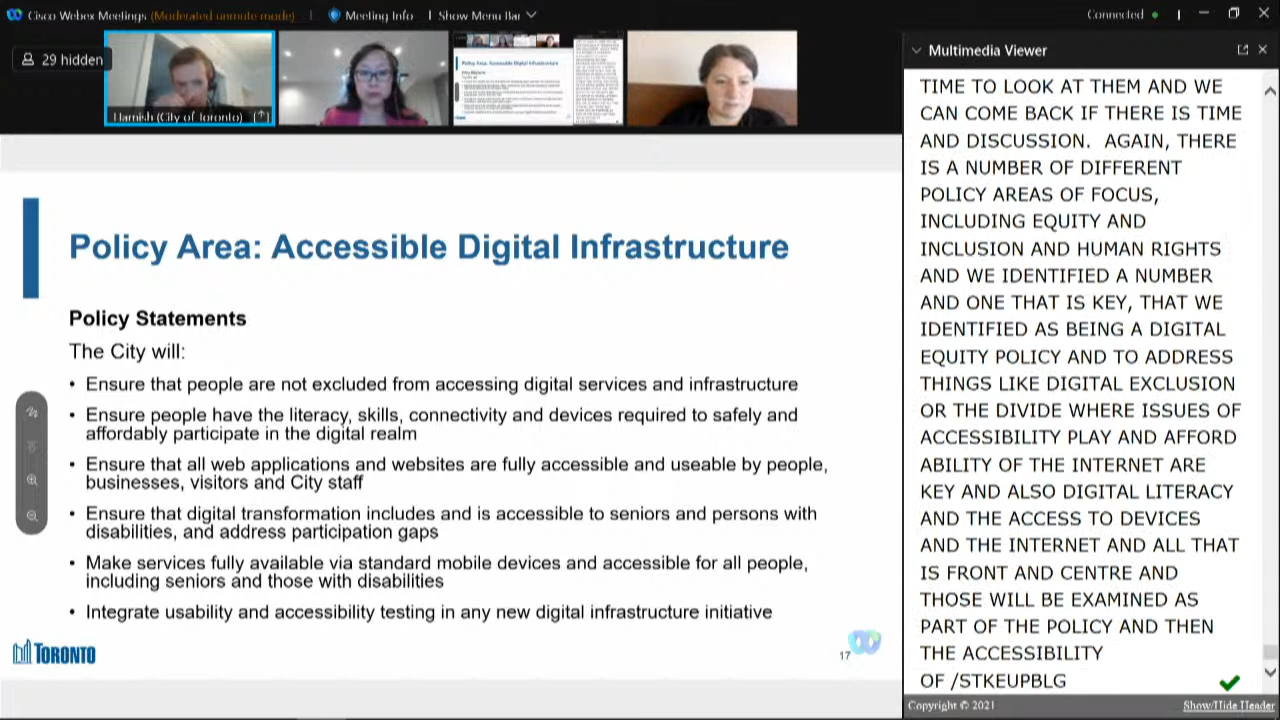 Cisco Webex Meetings (Moderated unmute mode) | Meeting Info | Show Menu Bar
Connected
29 hidden
Hamish (City of Toronto)
Policy Area: Accessible Digital Infrastructure
Policy Statements
The City will:
• Ensure that people are not excluded from accessing digital services and infrastructure
• Ensure people have the literacy, skills, connectivity and devices required to safely and
affordably participate in the digital realm
• Ensure that all web applications and websites are fully accessible and useable by people,
businesses, visitors and City staff
• Ensure that digital transformation includes and is accessible to seniors and persons with
disabilities, and address participation gaps
• Make services fully available via standard mobile devices and accessible for all people,
including seniors and those with disabilities
• Integrate usability and accessibility testing in any new digital infrastructure initiative
TORONTO
17
Multimedia Viewer
CAN COME BACK IF THERE IS TIME
AND DISCUSSION. AGAIN, THERE
IS A NUMBER OF DIFFERENT
POLICY AREAS OF FOCUS,
INCLUDING EQUITY AND
INCLUSION AND HUMAN RIGHTS
AND WE IDENTIFIED A NUMBER
AND ONE THAT IS KEY, THAT WE
IDENTIFIED AS BEING A DIGITAL
EQUITY POLICY AND TO ADDRESS
THINGS LIKE DIGITAL EXCLUSION
OR THE DIVIDE WHERE ISSUES OF
ACCESSIBILITY PLAY AND AFFORD
ABILITY OF THE INTERNET ARE
KEY AND ALSO DIGITAL LITERACY
AND THE ACCESS TO DEVICES
AND THE INTERNET AND ALL THAT
IS FRONT AND CENTRE AND
THOSE WILL BE EXAMINED AS
PART OF THE POLICY AND THEN
THE ACCESSIBILITY
OF /STKEUPBLG
Copyright © 2021
Show/Hide Header